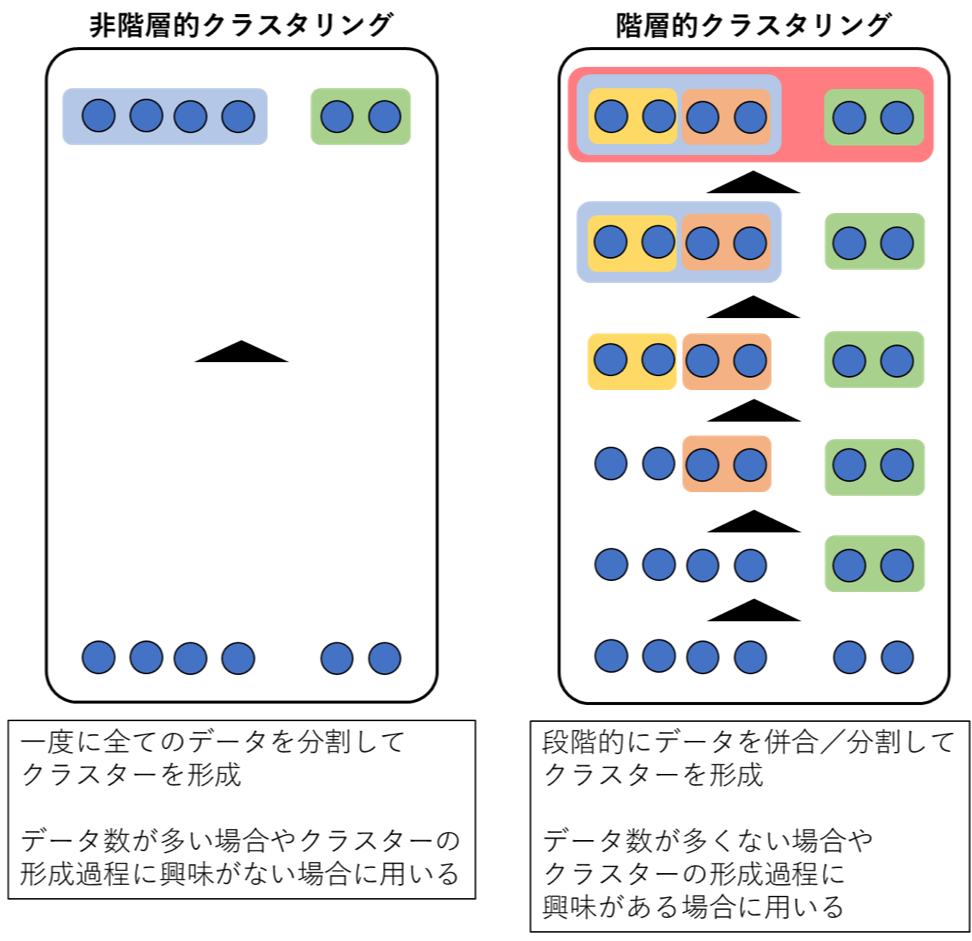 非階層的クラスタリング
一度に全てのデータを分割して
クラスターを形成
データ数が多い場合やクラスターの
形成過程に興味がない場合に用いる
階層的クラスタリング
段階的にデータを併合／分割して
クラスターを形成
データ数が多くない場合や
クラスターの形成過程に
興味がある場合に用いる